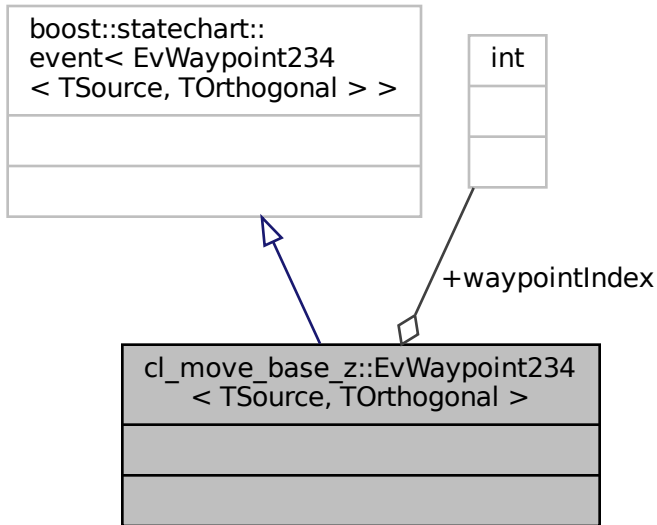 boost::statechart::
event< EvWaypoint234
< TSource, TOrthogonal > >
int
+waypointIndex
cl_move_base_z::EvWaypoint234
< TSource, TOrthogonal >